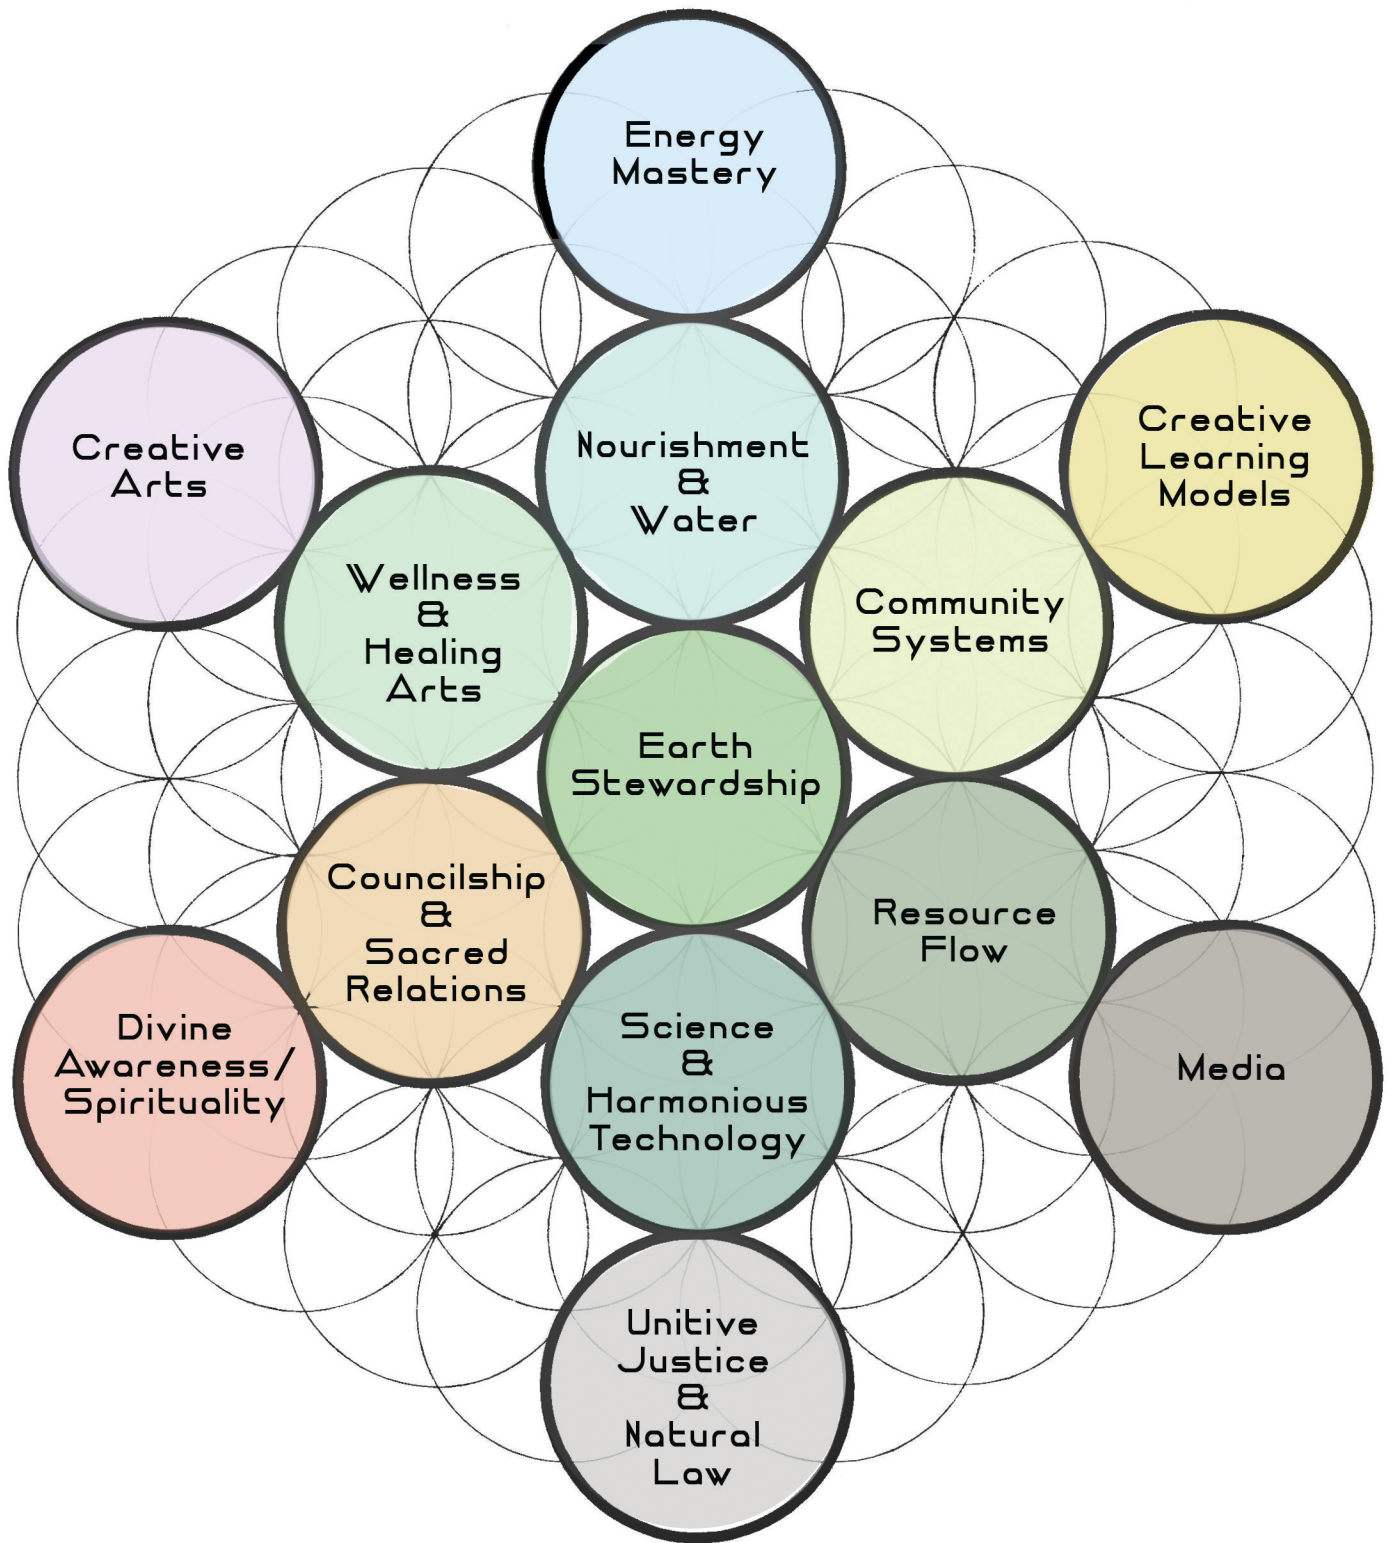 Energy
Mastery
Creative
Arts
Nourishment
&
Water
Creative
Learning
Models
Wellness
&
Healing
Arts
Community
Systems
Earth
Stewardship
Councilship
&
Sacred
Relations
Resource
Flow
Divine
Awareness/
Spirituality
Science
&
Harmonious
Technology
Media
Unitive
Justice
&
Natural
Law